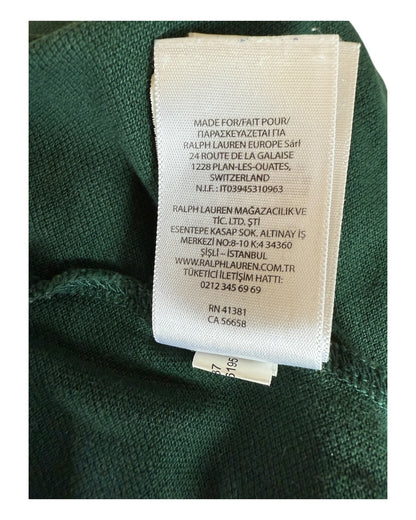 MADE FOR/FAIT POUR/
ΠΑΡΑΣΚΕΥΑΖΕΤΑΙ ΓΙΑ
RALPH LAUREN EUROPE Sárl
24 ROUTE DE LA GALAISE
1228 PLAN-LES-OUATES,
SWITZERLAND
N.I.F. : IT03945310963
RALPH LAUREN MAĞAZACILIK VE
TİC. LTD. ŞTİ
ESENTEPE KASAP SOK. ALTINAY İŞ
MERKEZİ NO:8-10 K:4 34360
ŞİŞLİ – İSTANBUL
WWW.RALPHLAUREN.COM.TR
TÜKETİCİ İLETİŞİM HATTI:
0212 345 69 69
RN 41381
CA 56658